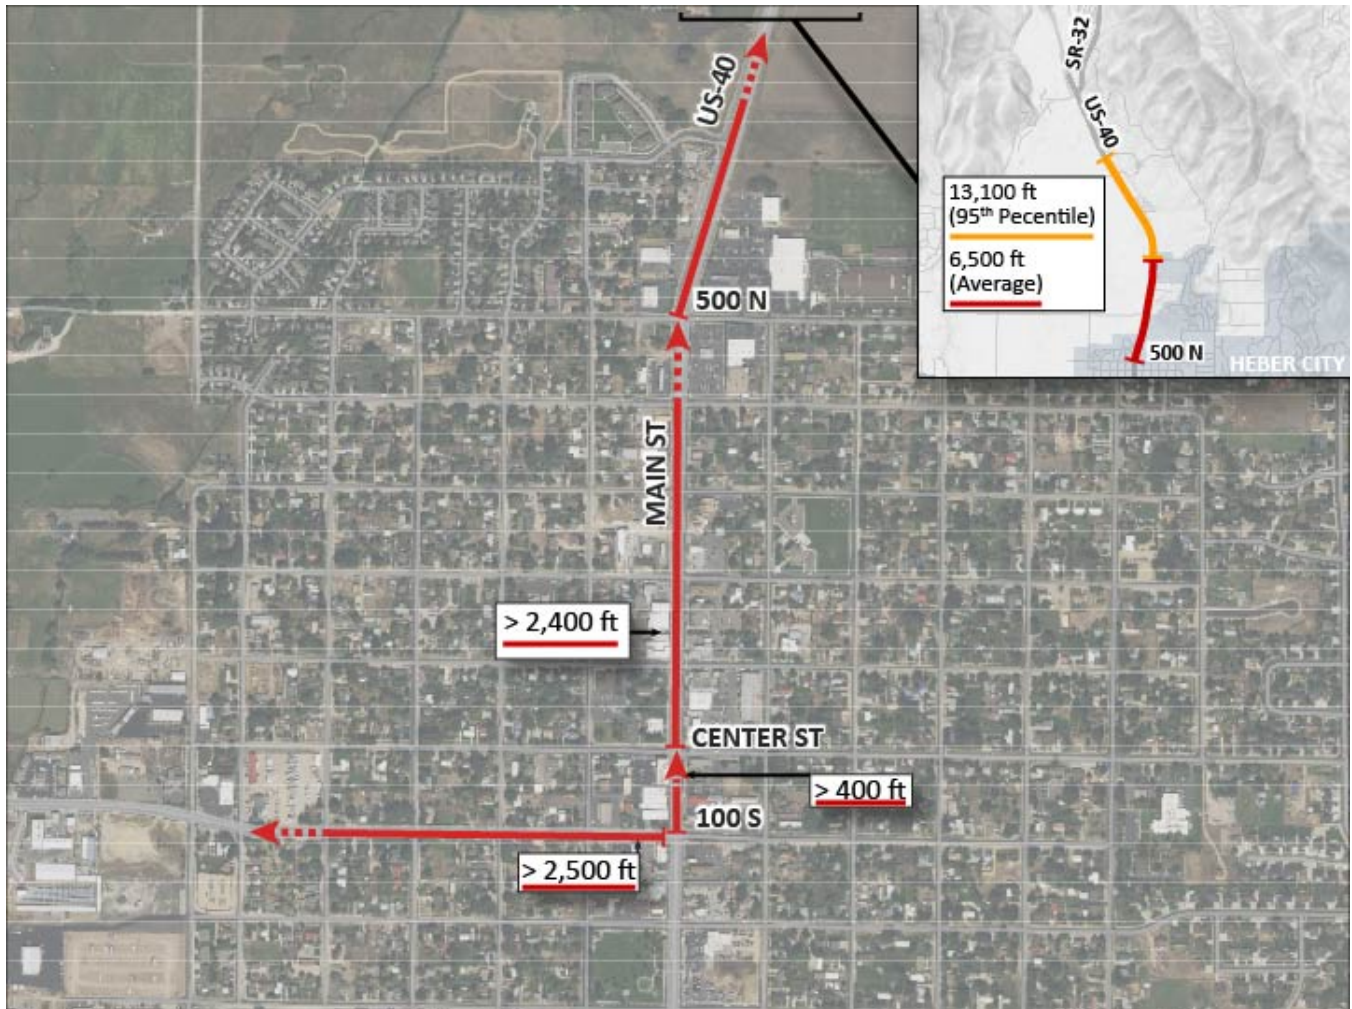 US-40
500 N
MAIN ST
> 2,400 ft
CENTER ST
> 400 ft
100 S
> 2,500 ft
SR-32
US-40
13,100 ft
(95th Pecentile)
6,500 ft
(Average)
500 N
HEBER CITY